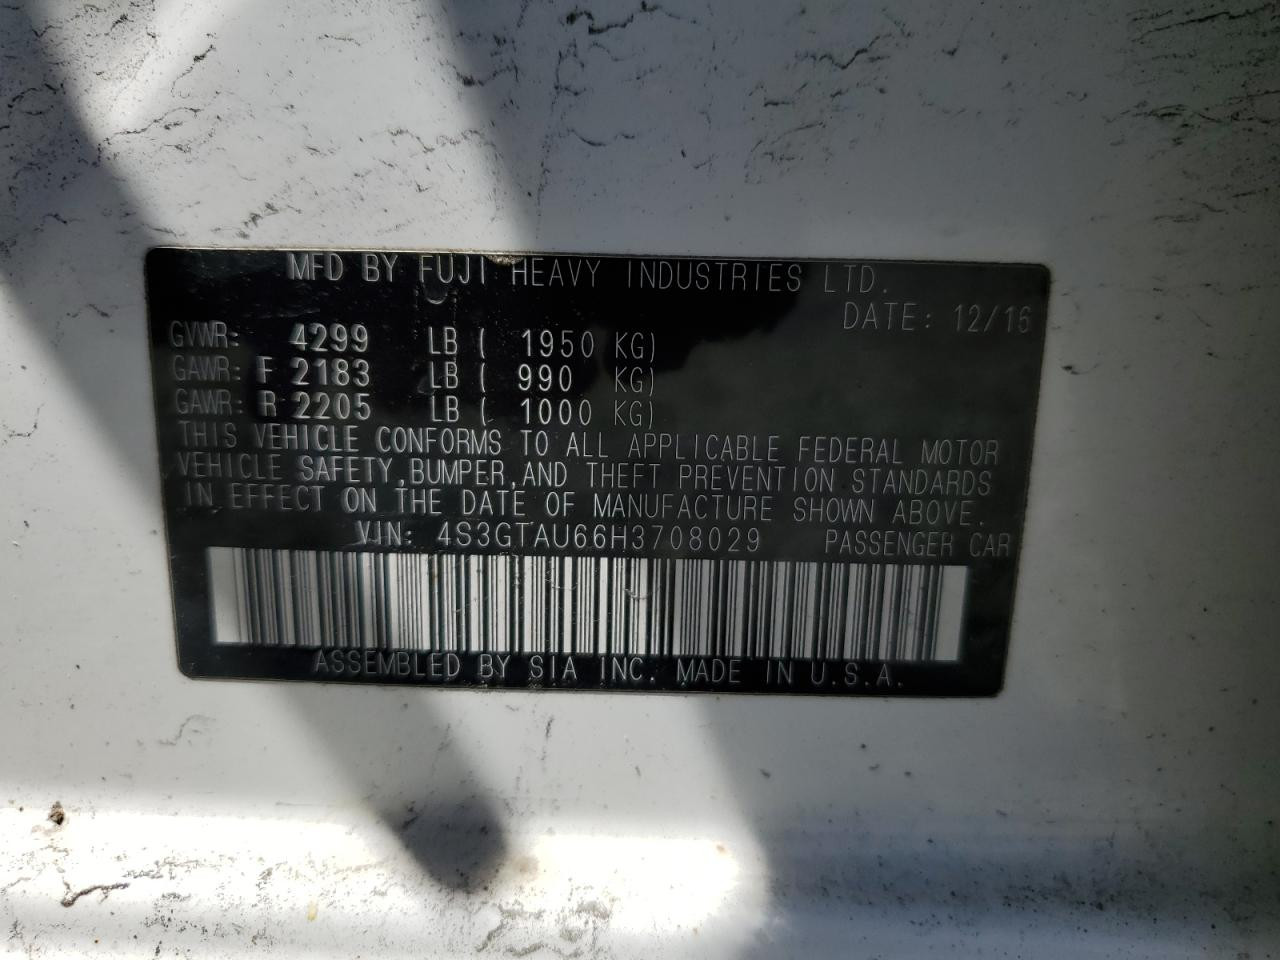 MFD BY FUJI HEAVY INDUSTRIES LTD.
DATE: 12/16
GVWR: 4299 LB ( 1950 KG)
GAWR: F 2183 LB ( 990 KG)
GAWR: R 2205 LB ( 1000 KG)
THIS VEHICLE CONFORMS TO ALL APPLICABLE FEDERAL MOTOR
VEHICLE SAFETY, BUMPER, AND THEFT PREVENTION STANDARDS
IN EFFECT ON THE DATE OF MANUFACTURE SHOWN ABOVE.
VIN: 4S3GTAU66H3708029 PASSENGER CAR
ASSEMBLED BY SIA INC. MADE IN U.S.A.